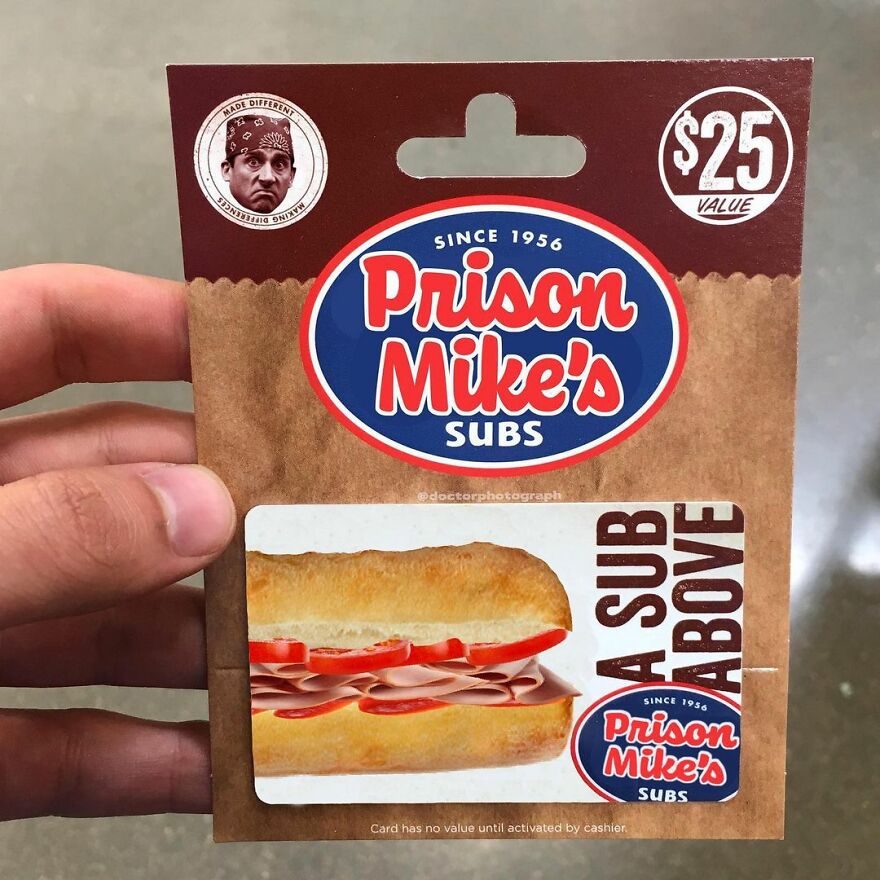 MADE DIFFERENT
MAKING DIFFERENCES
$25
VALUE
SINCE 1956
Prison
Mike's
SUBS
@doctorphotograph
A SUB
ABOVE®
SINCE 1956
Prison
Mike's
SUBS
Card has no value until activated by cashier.